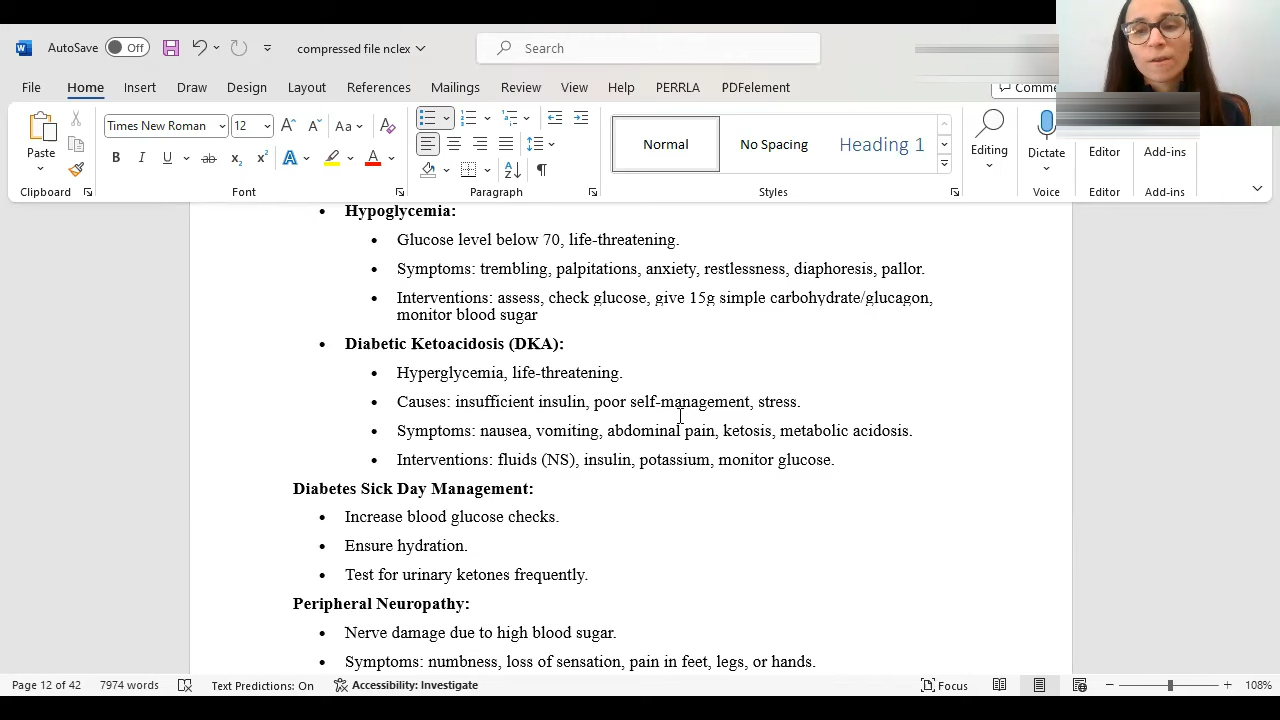 AutoSave
Off
compressed file nclex
Search
File
Home
Insert
Draw
Design
Layout
References
Mailings
Review
View
Help
PERRLA
PDFelement
Comme
Paste
Clipboard
Times New Roman
12
Aa
B I U ab x2 x2 A A
Font
Paragraph
Normal
No Spacing
Heading 1
Styles
Editing
Dictate
Voice
Editor
Editor
Add-ins
Add-ins
• Hypoglycemia:
• Glucose level below 70, life-threatening.
• Symptoms: trembling, palpitations, anxiety, restlessness, diaphoresis, pallor.
• Interventions: assess, check glucose, give 15g simple carbohydrate/glucagon,
monitor blood sugar
• Diabetic Ketoacidosis (DKA):
• Hyperglycemia, life-threatening.
• Causes: insufficient insulin, poor self-management, stress.
• Symptoms: nausea, vomiting, abdominal pain, ketosis, metabolic acidosis.
• Interventions: fluids (NS), insulin, potassium, monitor glucose.
Diabetes Sick Day Management:
• Increase blood glucose checks.
• Ensure hydration.
• Test for urinary ketones frequently.
Peripheral Neuropathy:
• Nerve damage due to high blood sugar.
• Symptoms: numbness, loss of sensation, pain in feet, legs, or hands.
Page 12 of 42
7974 words
Text Predictions: On
Accessibility: Investigate
Focus
108%